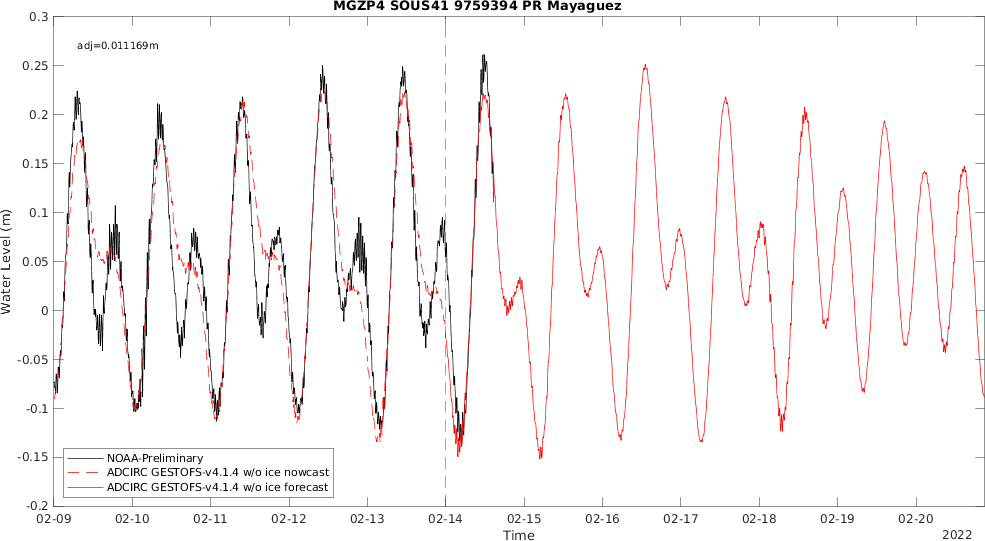 MGZP4 SOUS41 9759394 PR Mayaguez
adj=0.011169m
0.3
0.25
0.2
0.15
0.1
0.05
0
-0.05
-0.1
-0.15
-0.2
Water Level (m)
NOAA-Preliminary
ADCIRC GESTOFS-v4.1.4 w/o ice nowcast
ADCIRC GESTOFS-v4.1.4 w/o ice forecast
02-09 02-10 02-11 02-12 02-13 02-14 02-15 02-16 02-17 02-18 02-19 02-20
Time
2022